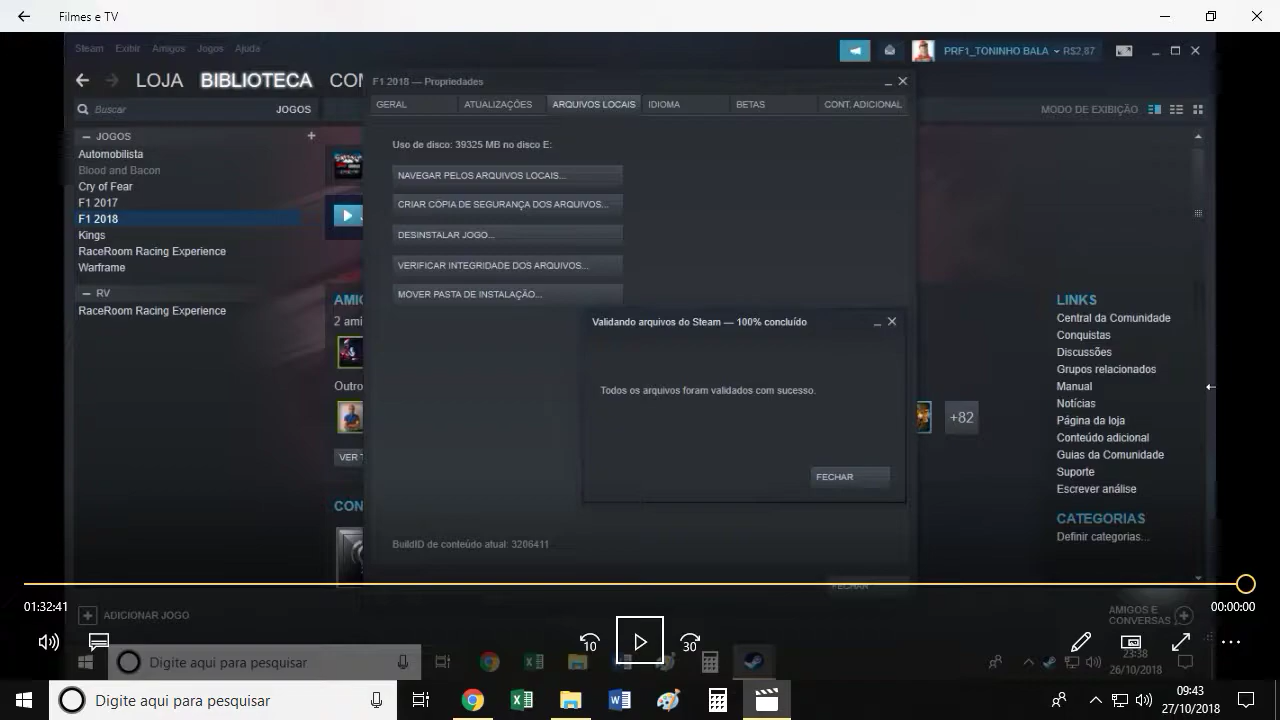 Filmes e TV
Steam Exibir Amigos Jogos Ajuda
PRF1_TONINHO BALA R$2,87
LOJA BIBLIOTECA
F1 2018 — Propriedades
Buscar JOGOS
GERAL ATUALIZAÇÕES ARQUIVOS LOCAIS IDIOMA BETAS CONT. ADICIONAL
MODO DE EXIBIÇÃO
— JOGOS +
Automobilista
Blood and Bacon
Cry of Fear
F1 2017
F1 2018
Kings
RaceRoom Racing Experience
Warframe
— RV
RaceRoom Racing Experience
Uso de disco: 39325 MB no disco E:
NAVEGAR PELOS ARQUIVOS LOCAIS...
CRIAR CÓPIA DE SEGURANÇA DOS ARQUIVOS...
DESINSTALAR JOGO...
VERIFICAR INTEGRIDADE DOS ARQUIVOS...
MOVER PASTA DE INSTALAÇÃO...
2 ami
Outro
Validando arquivos do Steam — 100% concluído
Todos os arquivos foram validados com sucesso.
FECHAR
+82
LINKS
Central da Comunidade
Conquistas
Discussões
Grupos relacionados
Manual
Notícias
Página da loja
Conteúdo adicional
Guias da Comunidade
Suporte
Escrever análise
CATEGORIAS
Definir categorias...
BuildID de conteúdo atual: 3206411
FECHAR
01:32:41 00:00:00
ADICIONAR JOGO
AMIGOS E
CONVERSAS
10 30
Digite aqui para pesquisar
23:38
26/10/2018
Digite aqui para pesquisar
09:43
27/10/2018